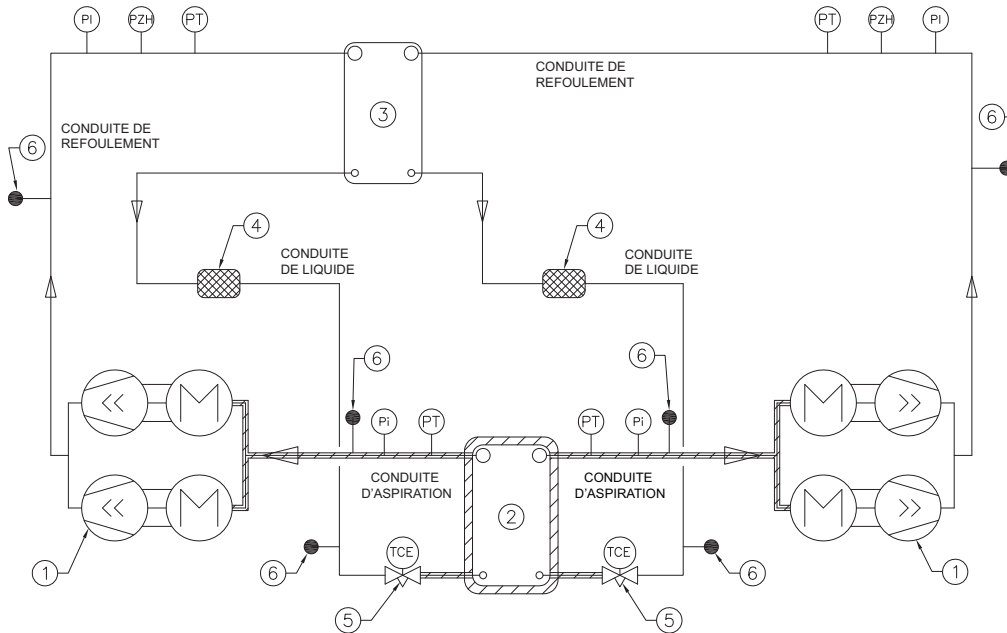 PI
PZH
PT
PT
PZH
PI
CONDUITE DE
REFOULEMENT
3
6
CONDUITE DE
REFOULEMENT
6
4
4
CONDUITE
DE LIQUIDE
CONDUITE
DE LIQUIDE
6
6
M
M
Pi
PT
PT
Pi
CONDUITE
D'ASPIRATION
CONDUITE
D'ASPIRATION
M
M
2
1
6
TCE
TCE
6
1
5
5